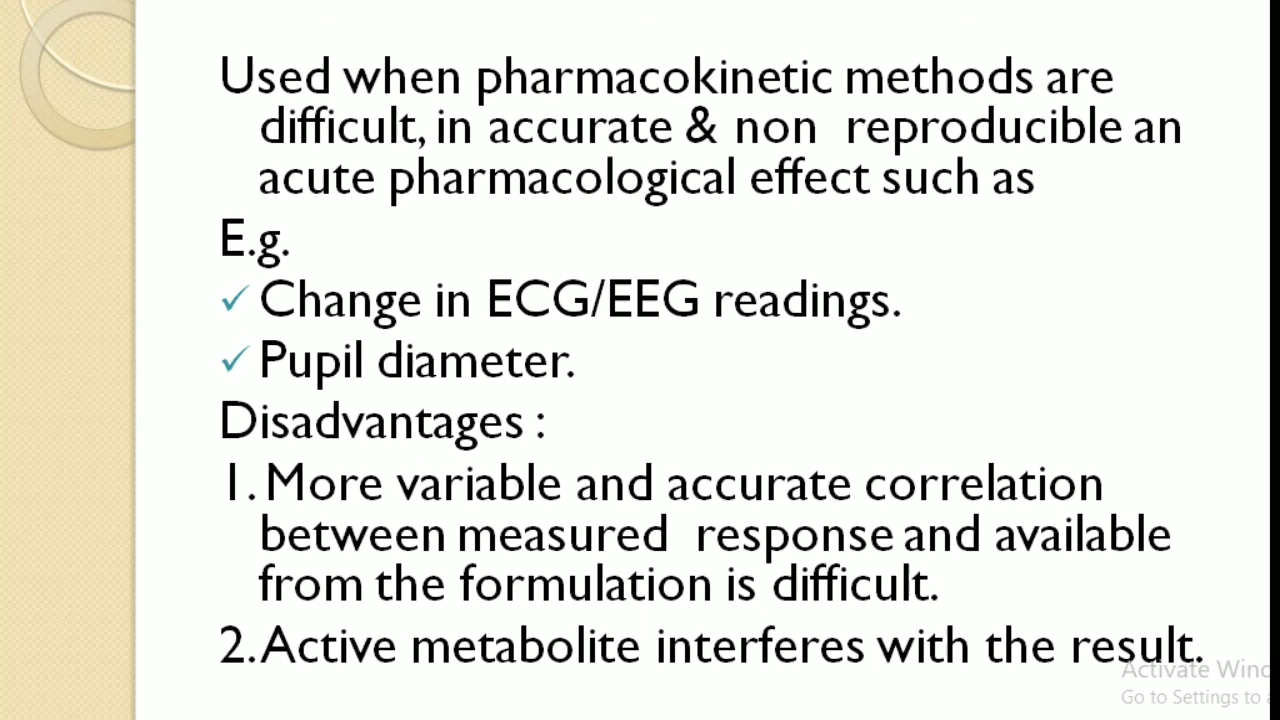 Used when pharmacokinetic methods are
difficult, in accurate & non reproducible an
acute pharmacological effect such as
E.g.
✓ Change in ECG/EEG readings.
✓ Pupil diameter.
Disadvantages :
1. More variable and accurate correlation
between measured response and available
from the formulation is difficult.
2. Active metabolite interferes with the result.
Activate Wind
Go to Settings to a